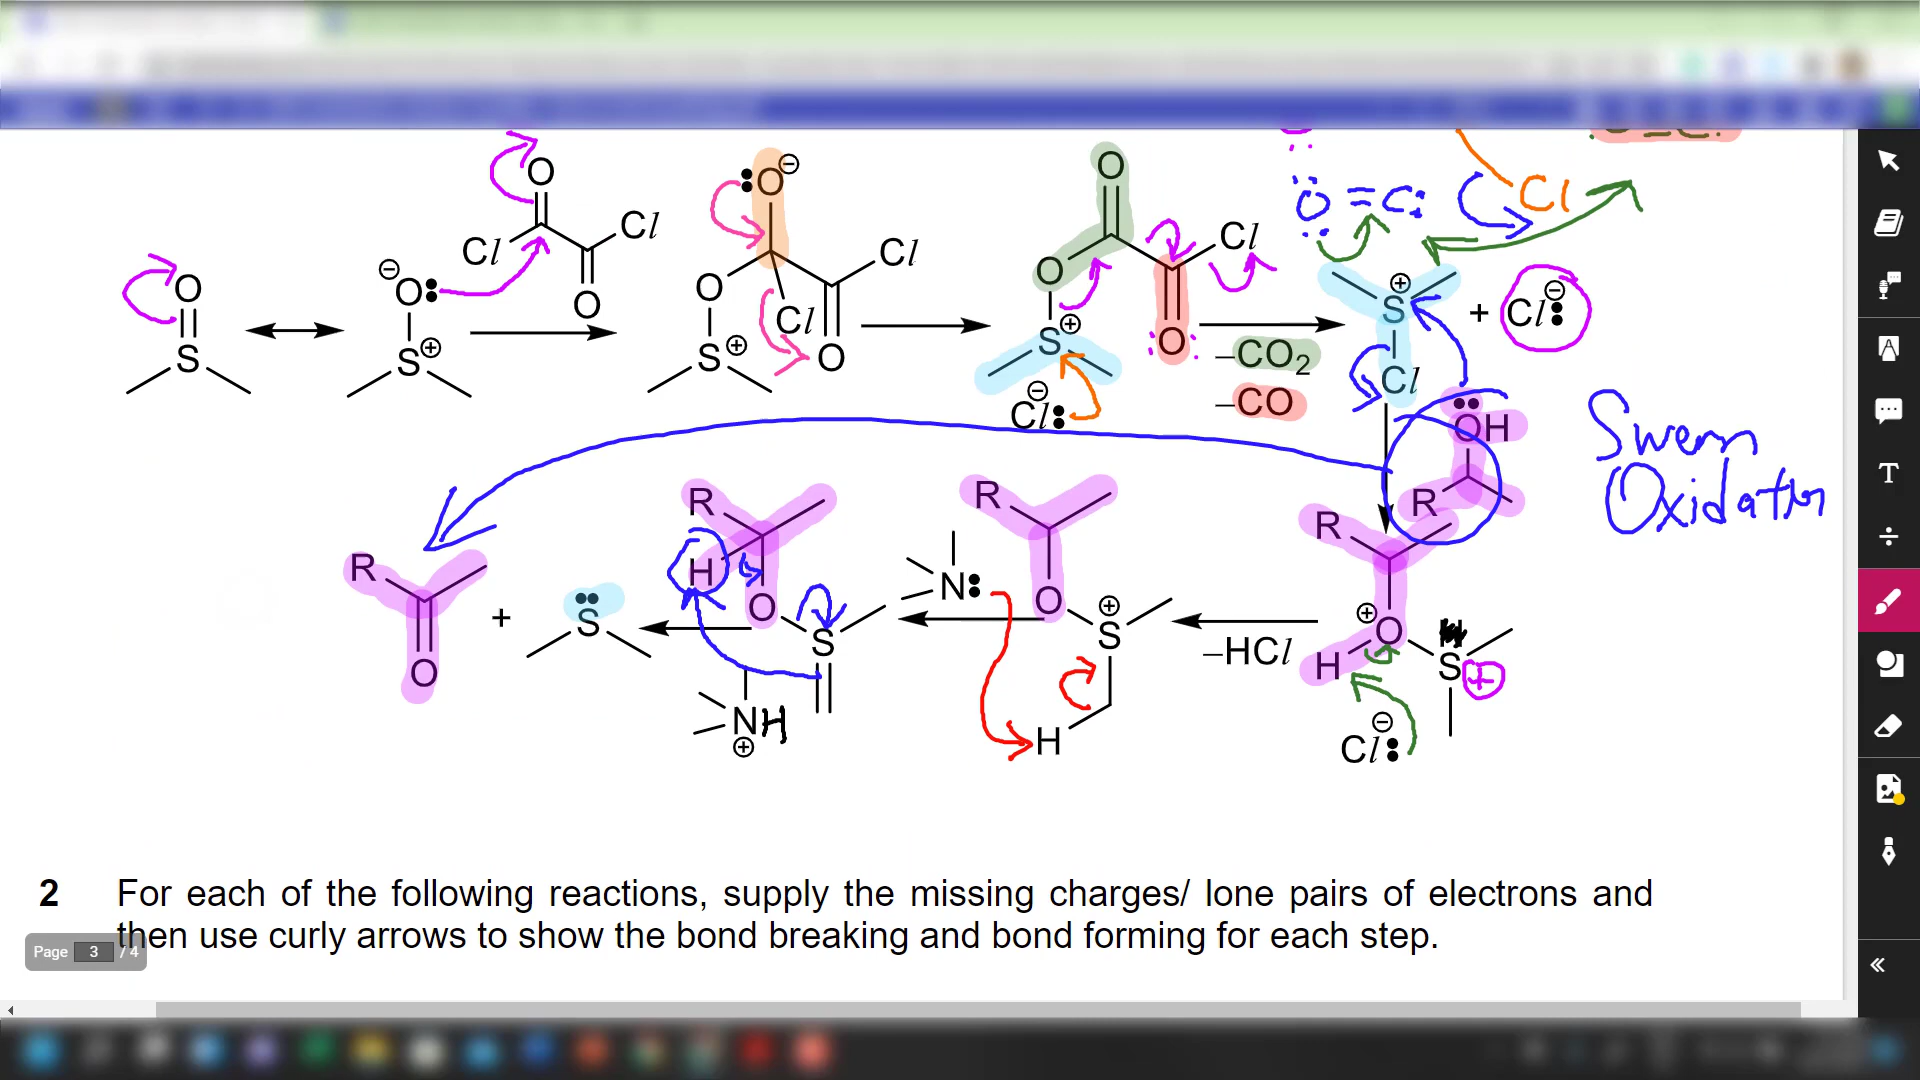 O
S
⊖
O:
S ⊕
O
Cl
Cl
O
:O ⊖
O
Cl
Cl
S ⊕
O
O
O
Cl
S ⊕
O
⊖
Cl:
–CO2
–CO
O = C:
Cl
⊕
S
Cl
+ Cl: ⊖
OH
R
Swern
Oxidation
R
O
+
S
R
H
O
S
NH
⊕
N:
R
O
⊕
S
H
–HCl
R
⊕
O
H
S +
⊖
Cl:
2 For each of the following reactions, supply the missing charges/ lone pairs of electrons and
then use curly arrows to show the bond breaking and bond forming for each step.
Page 3 / 4